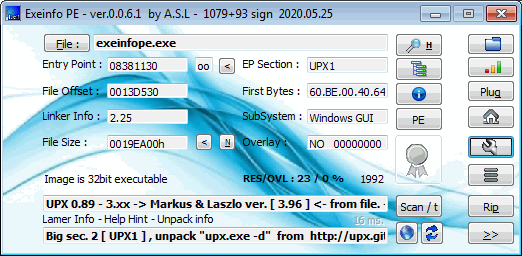 Exeinfo PE - ver.0.0.6.1 by A.S.L - 1079+93 sign 2020.05.25
File : exeinfope.exe H
Entry Point : 08381130 oo < EP Section : UPX1
File Offset : 0013D530 First Bytes : 60.BE.00.40.64 Plug
Linker Info : 2.25 SubSystem : Windows GUI PE
File Size : 0019EA00h < N Overlay : NO 00000000
Image is 32bit executable RES/OVL : 23 / 0 % 1992
UPX 0.89 - 3.xx -> Markus & Laszlo ver. [ 3.96 ] <- from file. - Scan / t Rip
Lamer Info - Help Hint - Unpack info 16 ms.
Big sec. 2 [ UPX1 ] , unpack "upx.exe -d" from http://upx.git >>